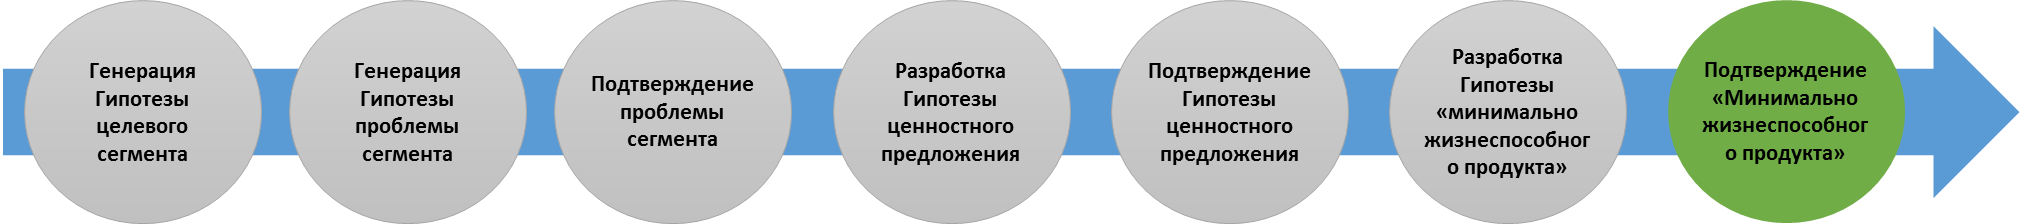 Генерация
Гипотезы
целевого
сегмента
Генерация
Гипотезы
проблемы
сегмента
Подтверждение
проблемы
сегмента
Разработка
Гипотезы
ценностного
предложения
Подтверждение
Гипотезы
ценностного
предложения
Разработка
Гипотезы
«минимально
жизнеспособног
о продукта»
Подтверждение
«Минимально
жизнеспособног
о продукта»